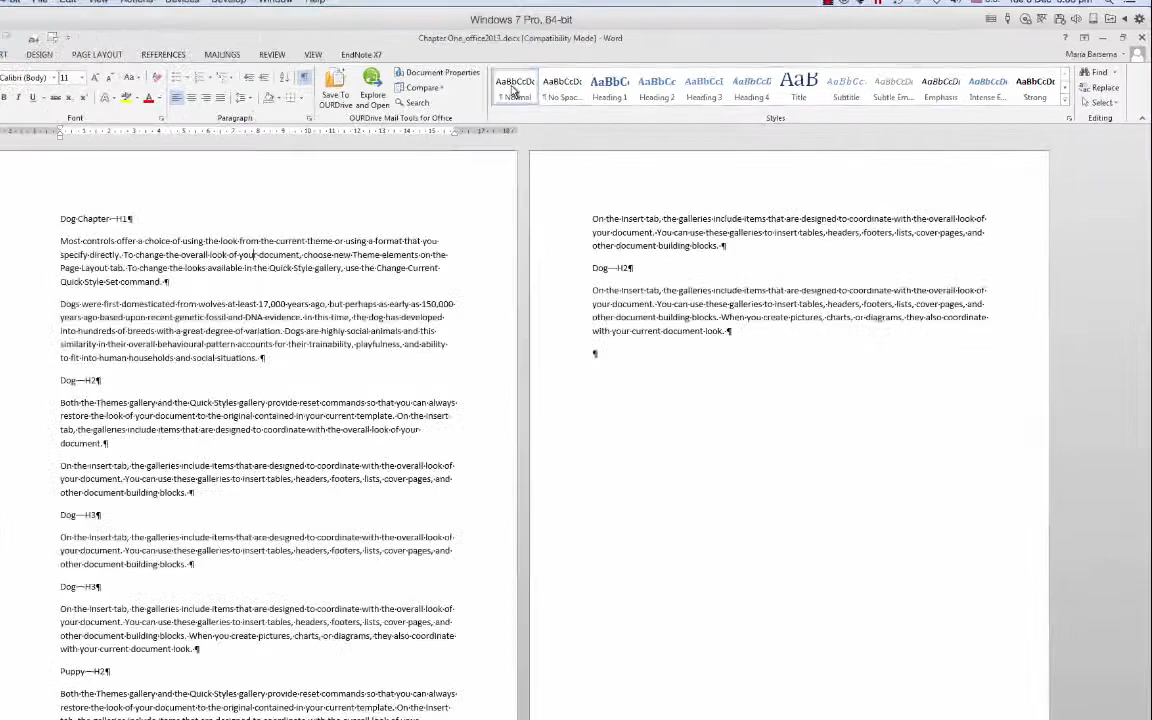 Windows 7 Pro, 64-bit
Chapter One_office2013.docx [Compatibility Mode] - Word
DESIGN PAGE LAYOUT REFERENCES MAILINGS REVIEW VIEW EndNote X7
Maria Barsema
Calibri (Body) 11
Font
Paragraph
Save To OURDrive
Explore and Open
Document Properties
Compare
Search
OURDrive Mail Tools for Office
AaBbCcDc AaBbCcDc AaBbC AaBbCc AaBbCcI AaBbCcD AaB AaBbCc. AaBbCcDc AaBbCcDt AaBbCcDt AaBbCcDt
¶ Normal ¶ No Spac... Heading 1 Heading 2 Heading 3 Heading 4 Title Subtitle Subtle Em... Emphasis Intense E... Strong
Styles
Find
Replace
Select
Editing
Dog·Chapter·–H1¶
Most·controls·offer·a·choice·of·using·the·look·from·the·current·theme·or·using·a·format·that·you·
specify·directly.·To·change·the·overall·look·of·your·document,·choose·new·Theme·elements·on·the·
Page·Layout·tab.·To·change·the·looks·available·in·the·Quick·Style·gallery,·use·the·Change·Current·
Quick·Style·Set·command.·¶
Dogs·were·first·domesticated·from·wolves·at·least·17,000·years·ago,·but·perhaps·as·early·as·150,000·
years·ago·based·upon·recent·genetic·fossil·and·DNA·evidence.·in·this·time,·the·dog·has·developed·
into·hundreds·of·breeds·with·a·great·degree·of·variation.·Dogs·are·highly·social·animals·and·this·
similarity·in·their·overall·behavioural·pattern·accounts·for·their·trainability,·playfulness,·and·ability·
to·fit·into·human·households·and·social·situations.·¶
Dog·–·H2¶
Both·the·Themes·gallery·and·the·Quick·Styles·gallery·provide·reset·commands·so·that·you·can·always·
restore·the·look·of·your·document·to·the·original·contained·in·your·current·template.·On·the·Insert·
tab,·the·galleries·include·items·that·are·designed·to·coordinate·with·the·overall·look·of·your·
document.·¶
On·the·Insert·tab,·the·galleries·include·items·that·are·designed·to·coordinate·with·the·overall·look·of·
your·document.·You·can·use·these·galleries·to·insert·tables,·headers,·footers,·lists,·cover·pages,·and·
other·document·building·blocks.·¶
Dog·–·H3¶
On·the·Insert·tab,·the·galleries·include·items·that·are·designed·to·coordinate·with·the·overall·look·of·
your·document.·You·can·use·these·galleries·to·insert·tables,·headers,·footers,·lists,·cover·pages,·and·
other·document·building·blocks.·¶
Dog·–·H3¶
On·the·Insert·tab,·the·galleries·include·items·that·are·designed·to·coordinate·with·the·overall·look·of·
your·document.·You·can·use·these·galleries·to·insert·tables,·headers,·footers,·lists,·cover·pages,·and·
other·document·building·blocks.·When·you·create·pictures,·charts,·or·diagrams,·they·also·coordinate·
with·your·current·document·look.·¶
Puppy·–·H2¶
Both·the·Themes·gallery·and·the·Quick·Styles·gallery·provide·reset·commands·so·that·you·can·always·
restore·the·look·of·your·document·to·the·original·contained·in·your·current·template.·On·the·Insert·
On·the·Insert·tab,·the·galleries·include·items·that·are·designed·to·coordinate·with·the·overall·look·of·
your·document.·You·can·use·these·galleries·to·insert·tables,·headers,·footers,·lists,·cover·pages,·and·
other·document·building·blocks.·¶
Dog·–·H2¶
On·the·Insert·tab,·the·galleries·include·items·that·are·designed·to·coordinate·with·the·overall·look·of·
your·document.·You·can·use·these·galleries·to·insert·tables,·headers,·footers,·lists,·cover·pages,·and·
other·document·building·blocks.·When·you·create·pictures,·charts,·or·diagrams,·they·also·coordinate·
with·your·current·document·look.·¶
¶